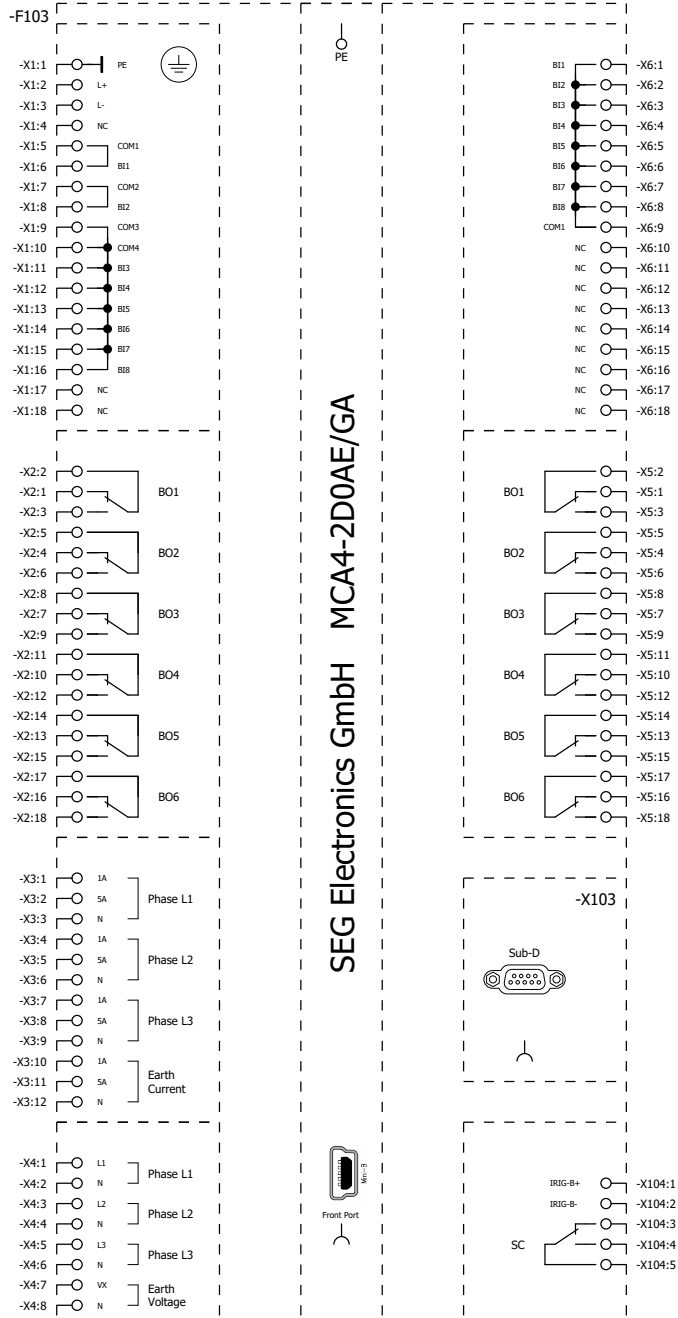 -F103
PE
-X1:1 PE
-X1:2 L+
-X1:3 L-
-X1:4 NC
-X1:5 COM1
-X1:6 BI1
-X1:7 COM2
-X1:8 BI2
-X1:9 COM3
-X1:10 COM4
-X1:11 BI3
-X1:12 BI4
-X1:13 BI5
-X1:14 BI6
-X1:15 BI7
-X1:16 BI8
-X1:17 NC
-X1:18 NC
-X2:2
-X2:1 BO1
-X2:3
-X2:5
-X2:4 BO2
-X2:6
-X2:8
-X2:7 BO3
-X2:9
-X2:11
-X2:10 BO4
-X2:12
-X2:14
-X2:13 BO5
-X2:15
-X2:17
-X2:16 BO6
-X2:18
-X3:1 1A
-X3:2 5A Phase L1
-X3:3 N
-X3:4 1A
-X3:5 5A Phase L2
-X3:6 N
-X3:7 1A
-X3:8 5A Phase L3
-X3:9 N
-X3:10 1A
-X3:11 5A Earth Current
-X3:12 N
-X4:1 L1
Phase L1
-X4:2 N
-X4:3 L2
Phase L2
-X4:4 N
-X4:5 L3
Phase L3
-X4:6 N
-X4:7 VX
Earth Voltage
-X4:8 N
SEG Electronics GmbH MCA4-2D0AE/GA
Mini-B
Front Port
BI1 -X6:1
BI2 -X6:2
BI3 -X6:3
BI4 -X6:4
BI5 -X6:5
BI6 -X6:6
BI7 -X6:7
BI8 -X6:8
COM1 -X6:9
NC -X6:10
NC -X6:11
NC -X6:12
NC -X6:13
NC -X6:14
NC -X6:15
NC -X6:16
NC -X6:17
NC -X6:18
-X5:2
BO1 -X5:1
-X5:3
-X5:5
BO2 -X5:4
-X5:6
-X5:8
BO3 -X5:7
-X5:9
-X5:11
BO4 -X5:10
-X5:12
-X5:14
BO5 -X5:13
-X5:15
-X5:17
BO6 -X5:16
-X5:18
-X103
Sub-D
IRIG-B+ -X104:1
IRIG-B- -X104:2
-X104:3
SC -X104:4
-X104:5